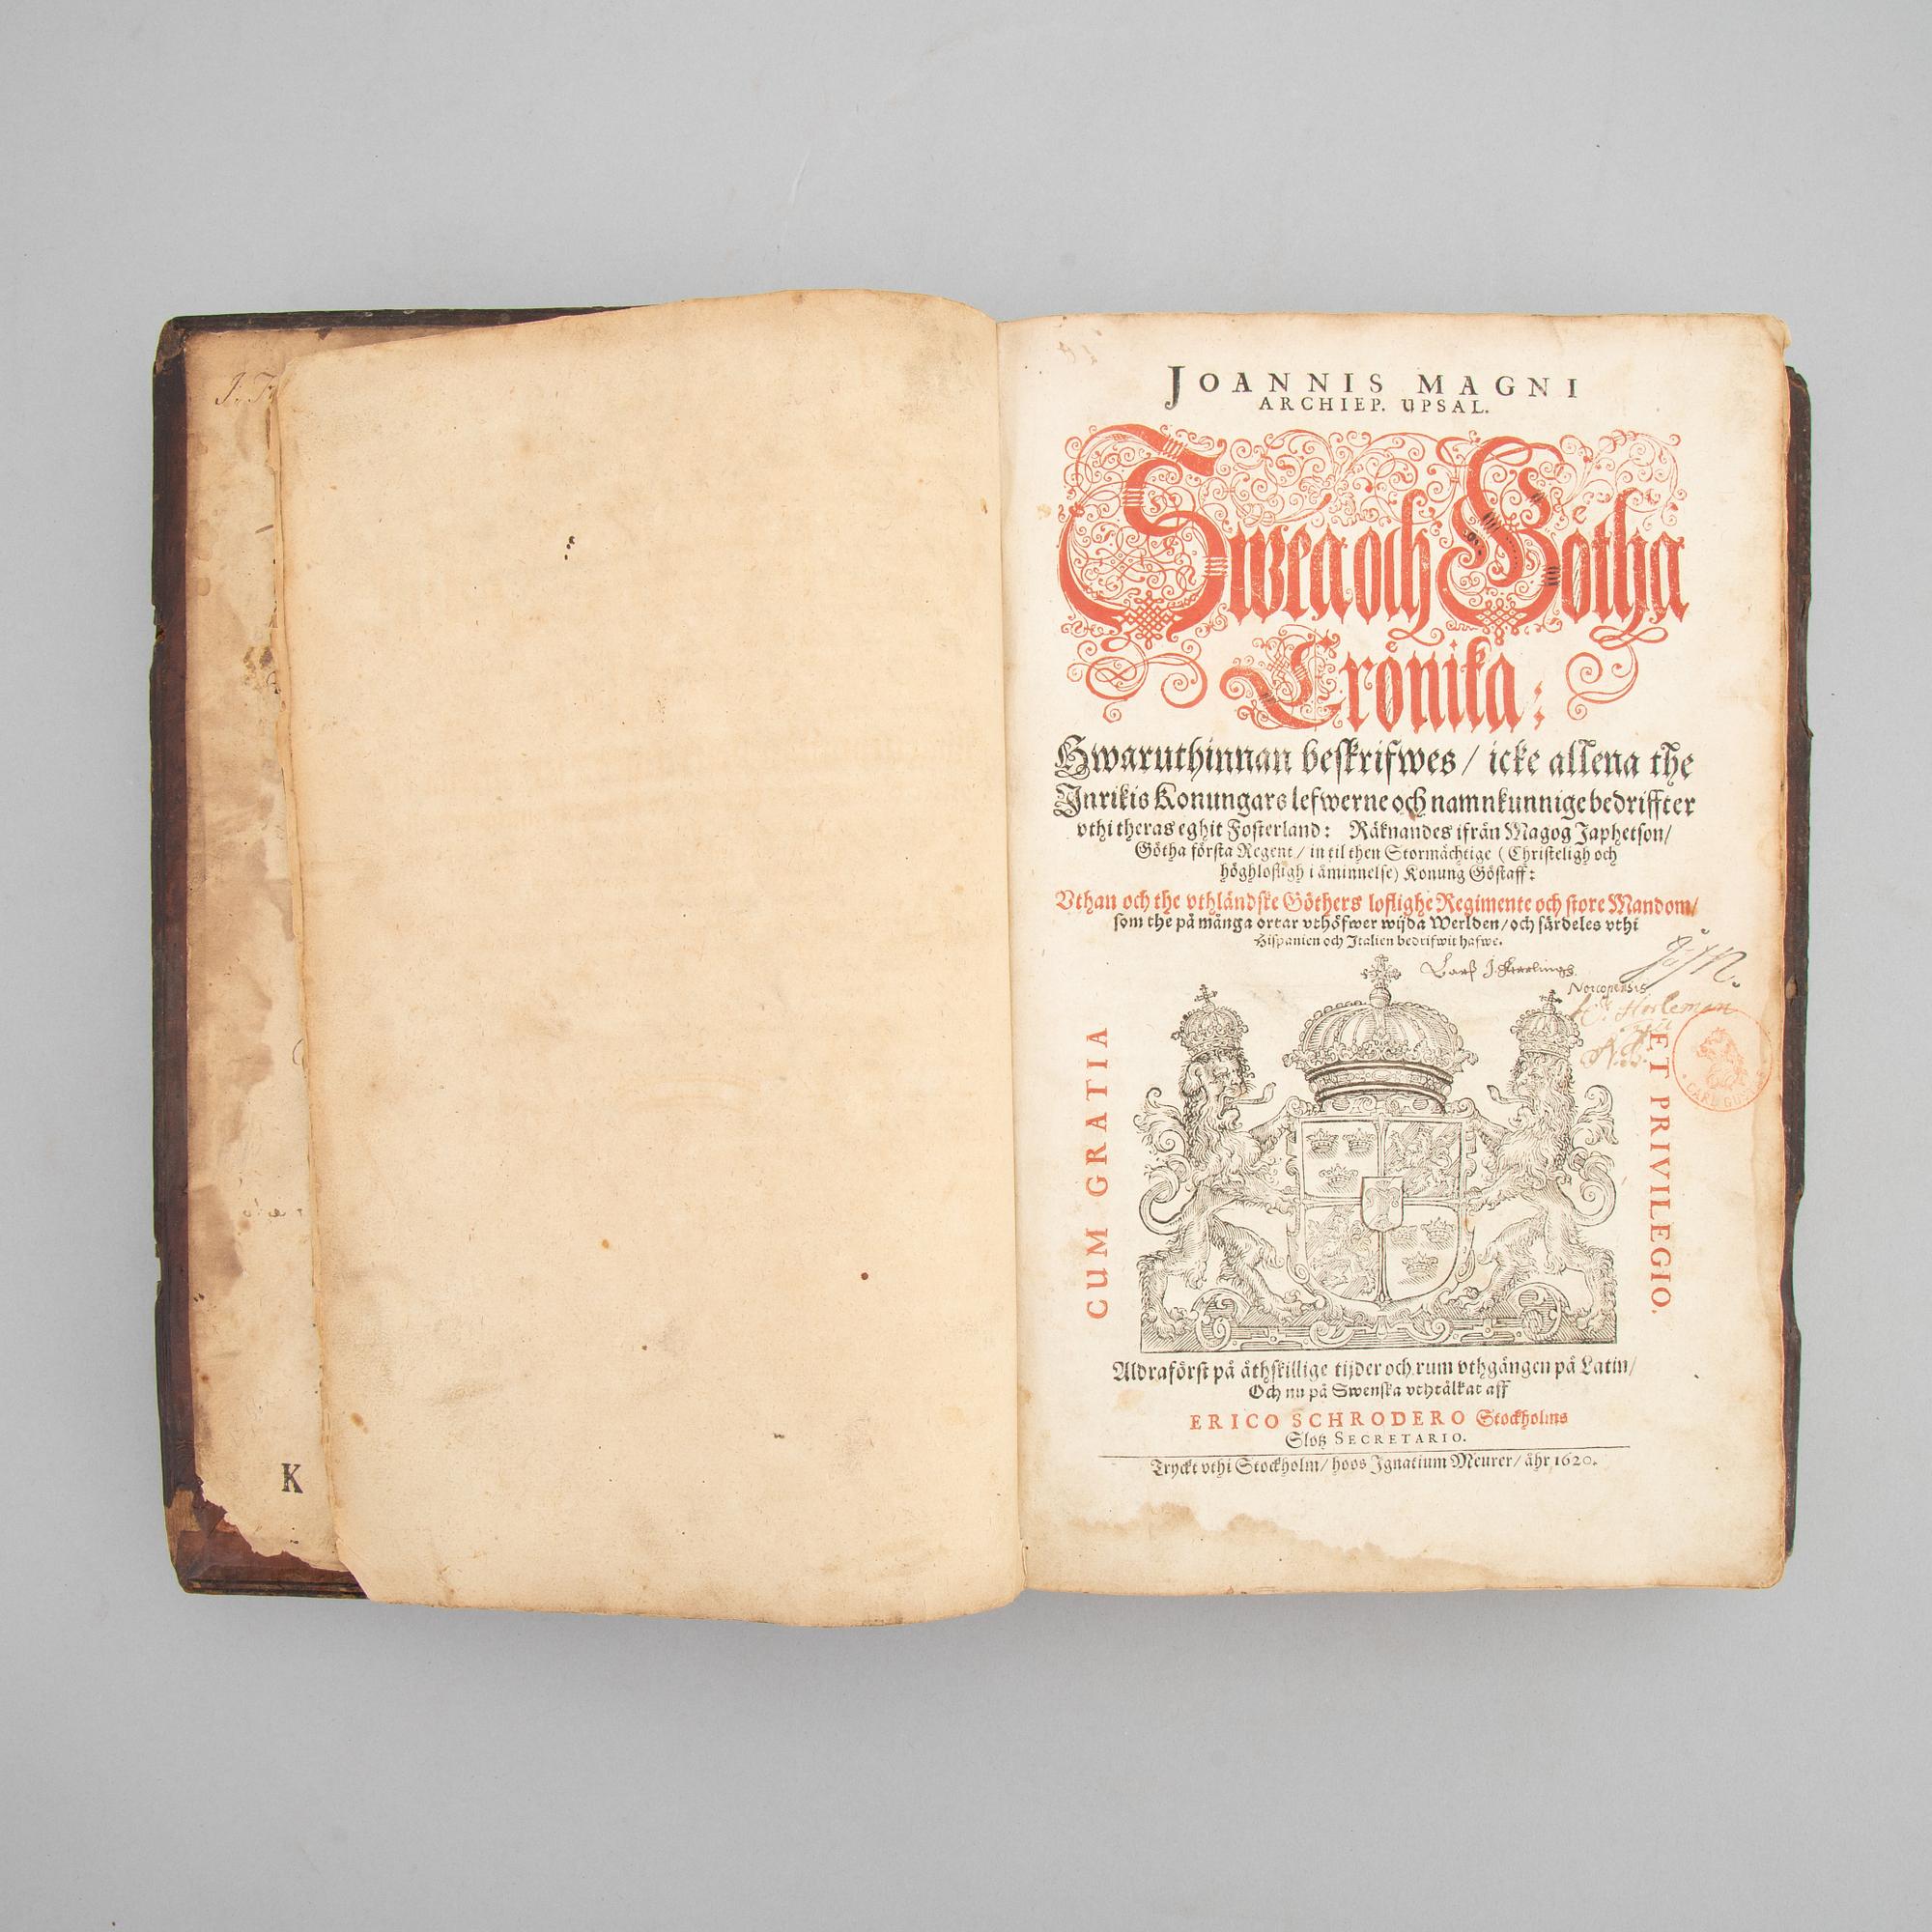 K
JOANNIS MAGNI
ARCHIEP. UPSAL.
Swea och Götha
Crönika:
Hwaruthinnan beskrifwes / icke allena the
Inrikis Konungars lefwerne och namnkunnige bedriffter
vthi theras eghit Fosterland: Räknandes ifrån Magog Japhetson/
Götha första Regent / in til then Stormächtige (Christeligh och
höghlofligh i åminnelse) Konung Göstaff:
Vthan och the vthländske Göthers loflighe Regimente och store Mandom/
som the på många ortar vthöfwer wijda Werlden / och särdeles vthi
Hispanien och Italien bedrifwit hafwe.
Norcopensis
CUM GRATIA
ET PRIVILEGIO.
Aldraförst på åthskillige tijder och rum vthgången på Latin/
Och nu på Swenska vthtålkat aff
ERICO SCHRODERO Stockholms
Slotz SECRETARIO.
Tryckt vthi Stockholm / hoos Ignatium Meurer / åhr 1620.